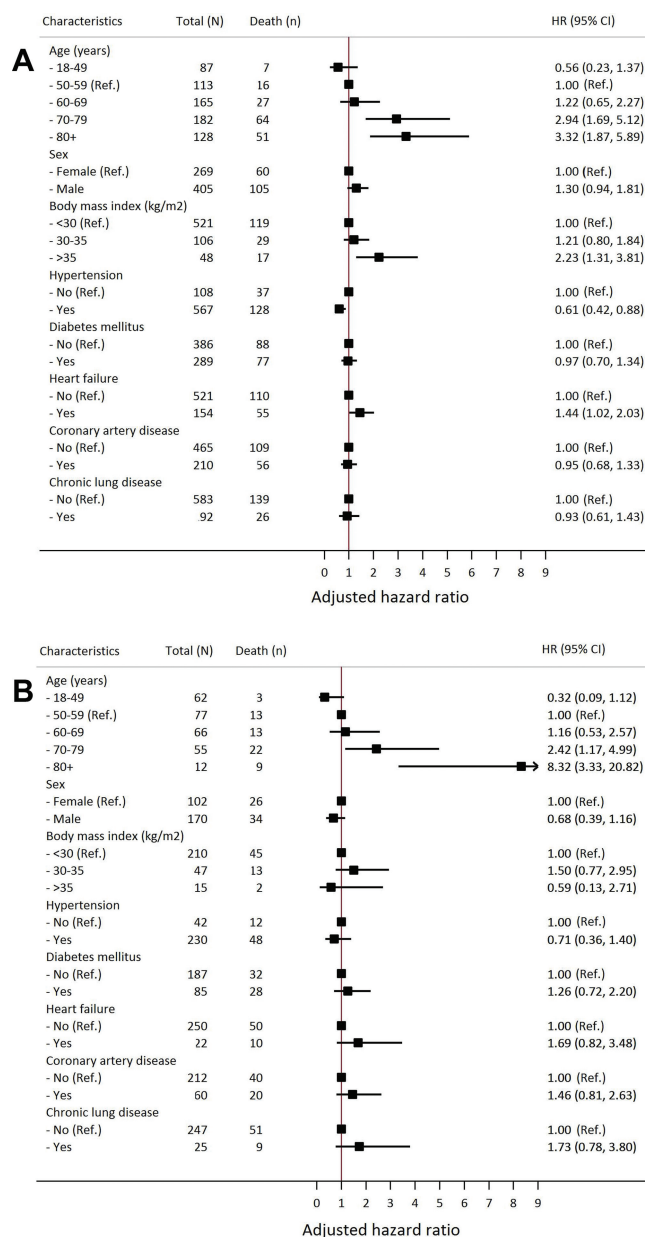 Characteristics Total (N) Death (n) HR (95% CI)
A
Age (years)
- 18-49 87 7 0.56 (0.23, 1.37)
- 50-59 (Ref.) 113 16 1.00 (Ref.)
- 60-69 165 27 1.22 (0.65, 2.27)
- 70-79 182 64 2.94 (1.69, 5.12)
- 80+ 128 51 3.32 (1.87, 5.89)
Sex
- Female (Ref.) 269 60 1.00 (Ref.)
- Male 405 105 1.30 (0.94, 1.81)
Body mass index (kg/m2)
- <30 (Ref.) 521 119 1.00 (Ref.)
- 30-35 106 29 1.21 (0.80, 1.84)
- >35 48 17 2.23 (1.31, 3.81)
Hypertension
- No (Ref.) 108 37 1.00 (Ref.)
- Yes 567 128 0.61 (0.42, 0.88)
Diabetes mellitus
- No (Ref.) 386 88 1.00 (Ref.)
- Yes 289 77 0.97 (0.70, 1.34)
Heart failure
- No (Ref.) 521 110 1.00 (Ref.)
- Yes 154 55 1.44 (1.02, 2.03)
Coronary artery disease
- No (Ref.) 465 109 1.00 (Ref.)
- Yes 210 56 0.95 (0.68, 1.33)
Chronic lung disease
- No (Ref.) 583 139 1.00 (Ref.)
- Yes 92 26 0.93 (0.61, 1.43)
0 1 2 3 4 5 6 7 8 9
Adjusted hazard ratio
Characteristics Total (N) Death (n) HR (95% CI)
B
Age (years)
- 18-49 62 3 0.32 (0.09, 1.12)
- 50-59 (Ref.) 77 13 1.00 (Ref.)
- 60-69 66 13 1.16 (0.53, 2.57)
- 70-79 55 22 2.42 (1.17, 4.99)
- 80+ 12 9 8.32 (3.33, 20.82)
Sex
- Female (Ref.) 102 26 1.00 (Ref.)
- Male 170 34 0.68 (0.39, 1.16)
Body mass index (kg/m2)
- <30 (Ref.) 210 45 1.00 (Ref.)
- 30-35 47 13 1.50 (0.77, 2.95)
- >35 15 2 0.59 (0.13, 2.71)
Hypertension
- No (Ref.) 42 12 1.00 (Ref.)
- Yes 230 48 0.71 (0.36, 1.40)
Diabetes mellitus
- No (Ref.) 187 32 1.00 (Ref.)
- Yes 85 28 1.26 (0.72, 2.20)
Heart failure
- No (Ref.) 250 50 1.00 (Ref.)
- Yes 22 10 1.69 (0.82, 3.48)
Coronary artery disease
- No (Ref.) 212 40 1.00 (Ref.)
- Yes 60 20 1.46 (0.81, 2.63)
Chronic lung disease
- No (Ref.) 247 51 1.00 (Ref.)
- Yes 25 9 1.73 (0.78, 3.80)
0 1 2 3 4 5 6 7 8 9
Adjusted hazard ratio